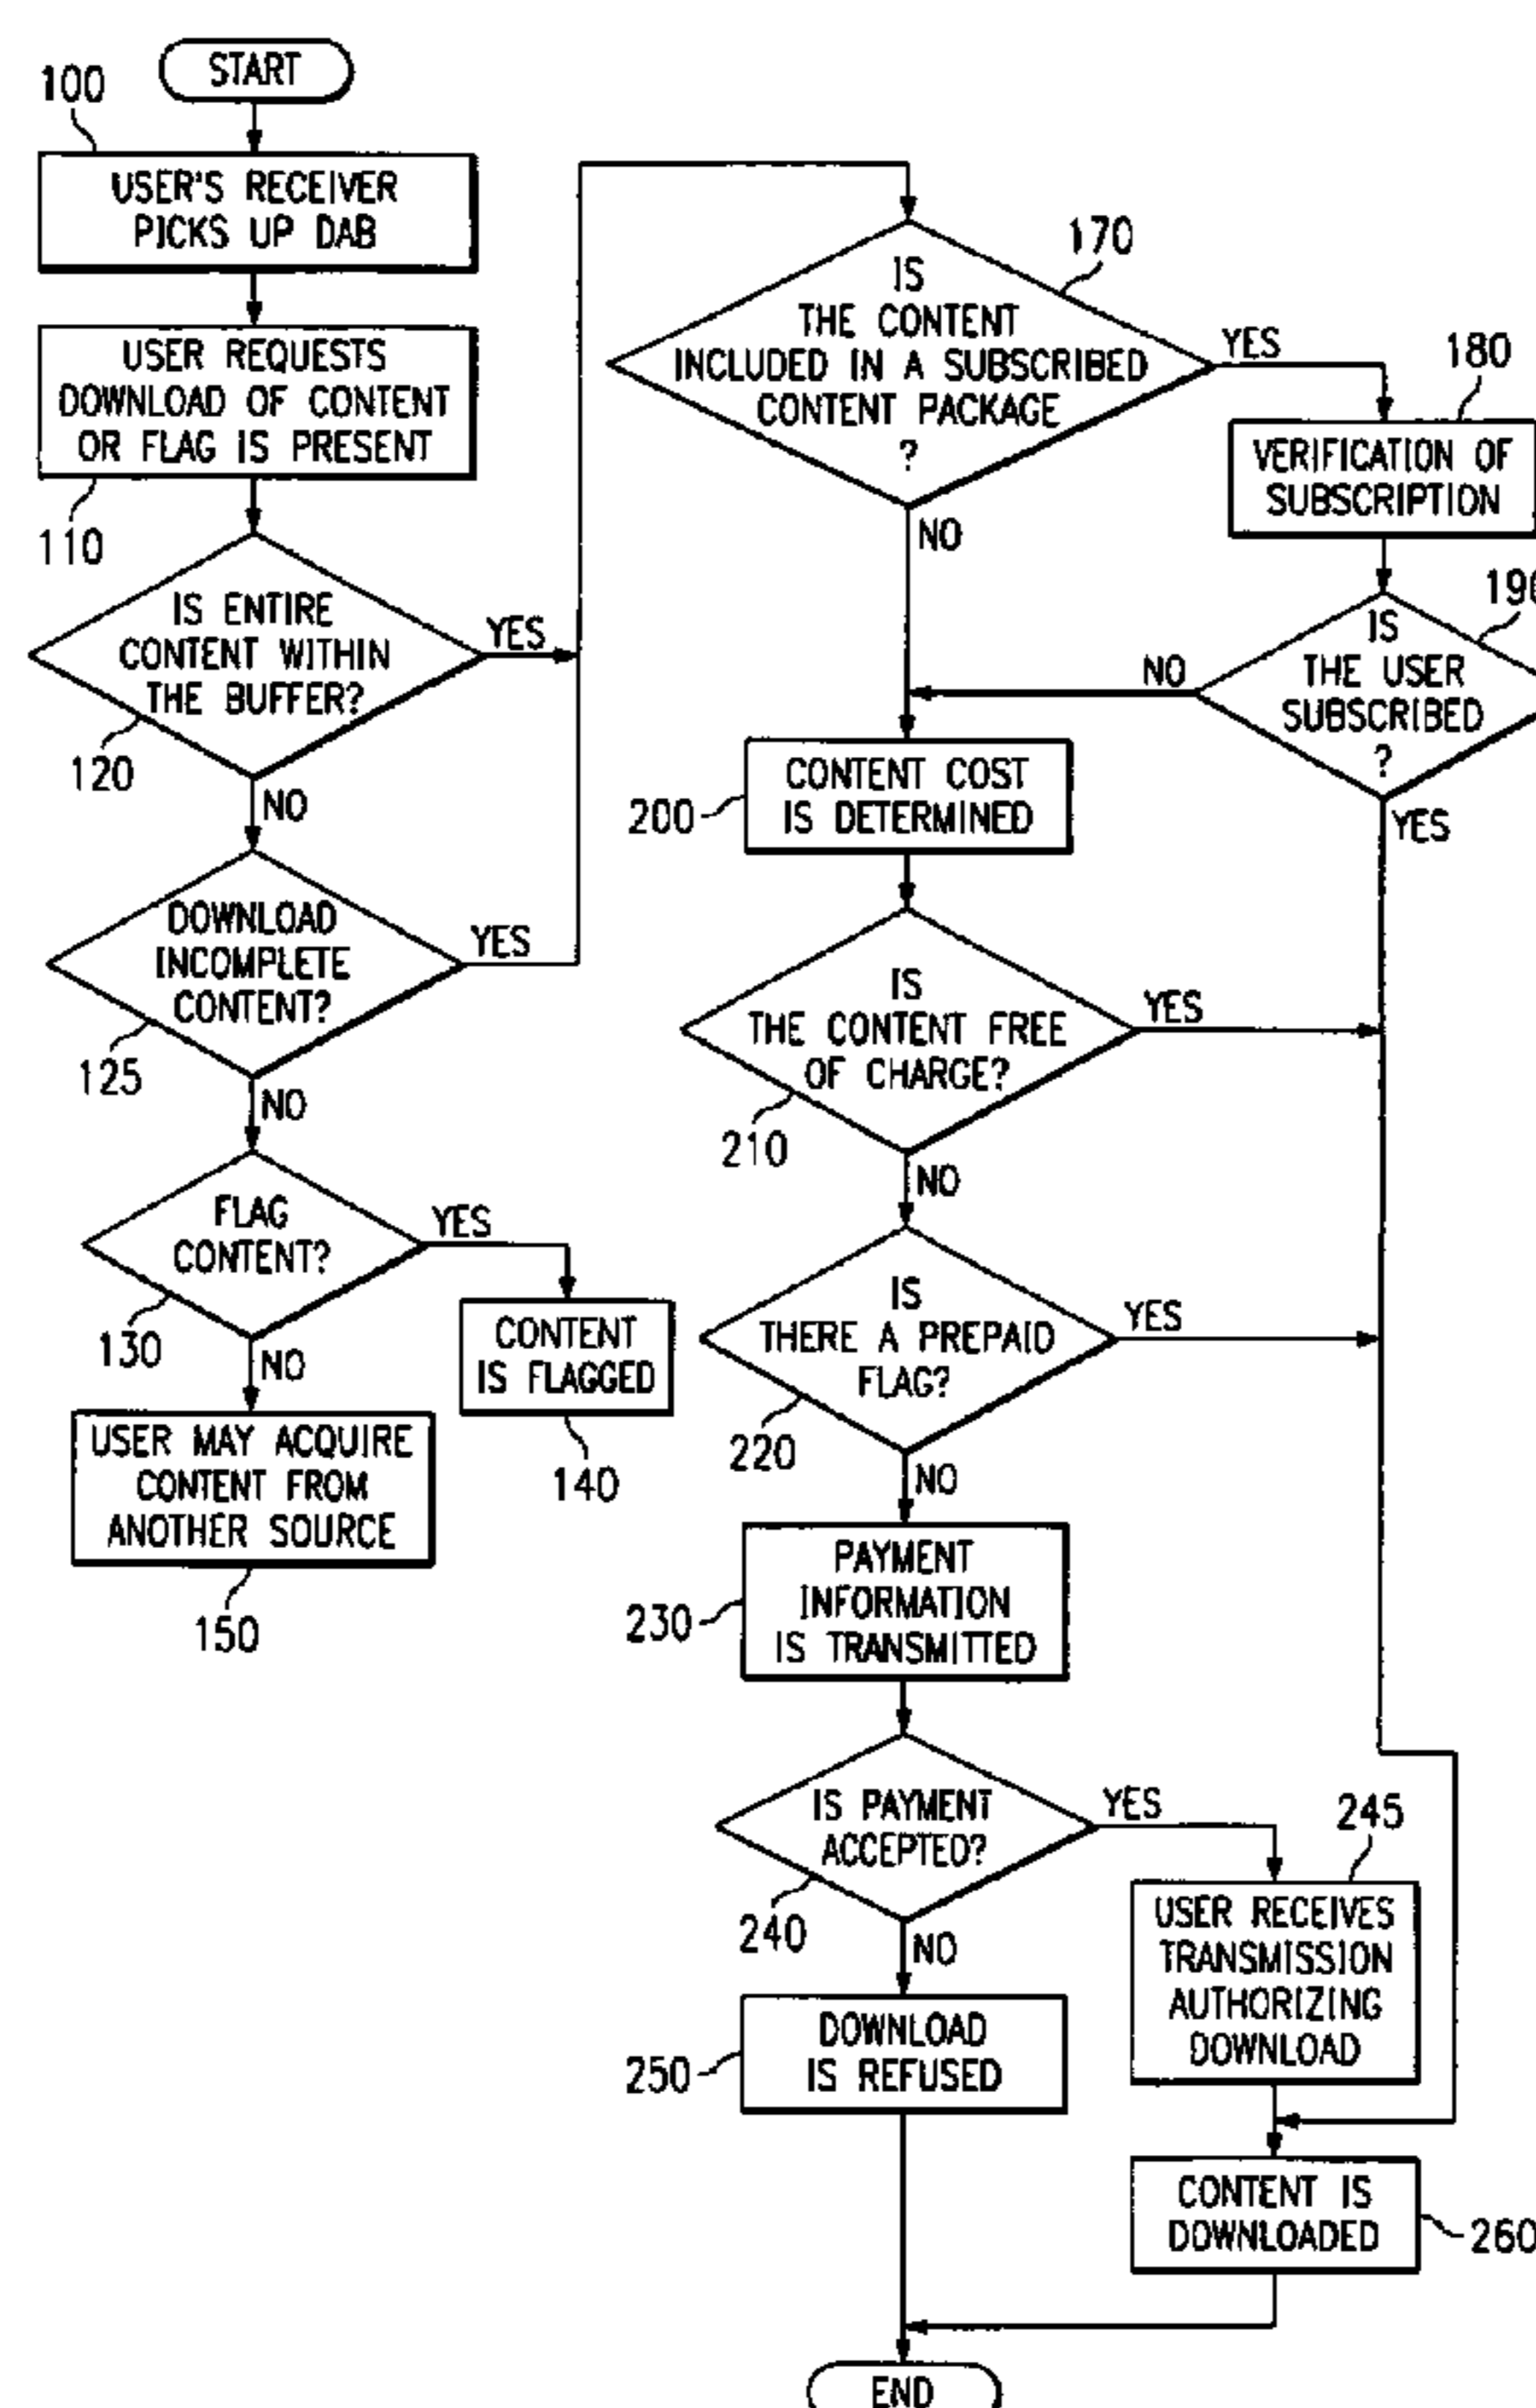 START
100
USER'S RECEIVER
PICKS UP DAB
USER REQUESTS
DOWNLOAD OF CONTENT
OR FLAG IS PRESENT
110
IS ENTIRE
CONTENT WITHIN
THE BUFFER?
YES
120
NO
DOWNLOAD
INCOMPLETE
CONTENT?
YES
125
NO
FLAG
CONTENT?
YES
130
NO
CONTENT
IS FLAGGED
140
USER MAY ACQUIRE
CONTENT FROM
ANOTHER SOURCE
150
170
IS
THE CONTENT
INCLUDED IN A SUBSCRIBED
CONTENT PACKAGE
?
YES
NO
180
VERIFICATION OF
SUBSCRIPTION
190
IS
THE USER
SUBSCRIBED
?
NO
YES
CONTENT COST
IS DETERMINED
200
IS
THE CONTENT FREE
OF CHARGE?
YES
210
NO
IS
THERE A PREPAID
FLAG?
YES
220
NO
PAYMENT
INFORMATION
IS TRANSMITTED
230
IS PAYMENT
ACCEPTED?
YES
240
NO
245
USER RECEIVES
TRANSMISSION
AUTHORIZING
DOWNLOAD
DOWNLOAD
IS REFUSED
250
CONTENT IS
DOWNLOADED
260
END